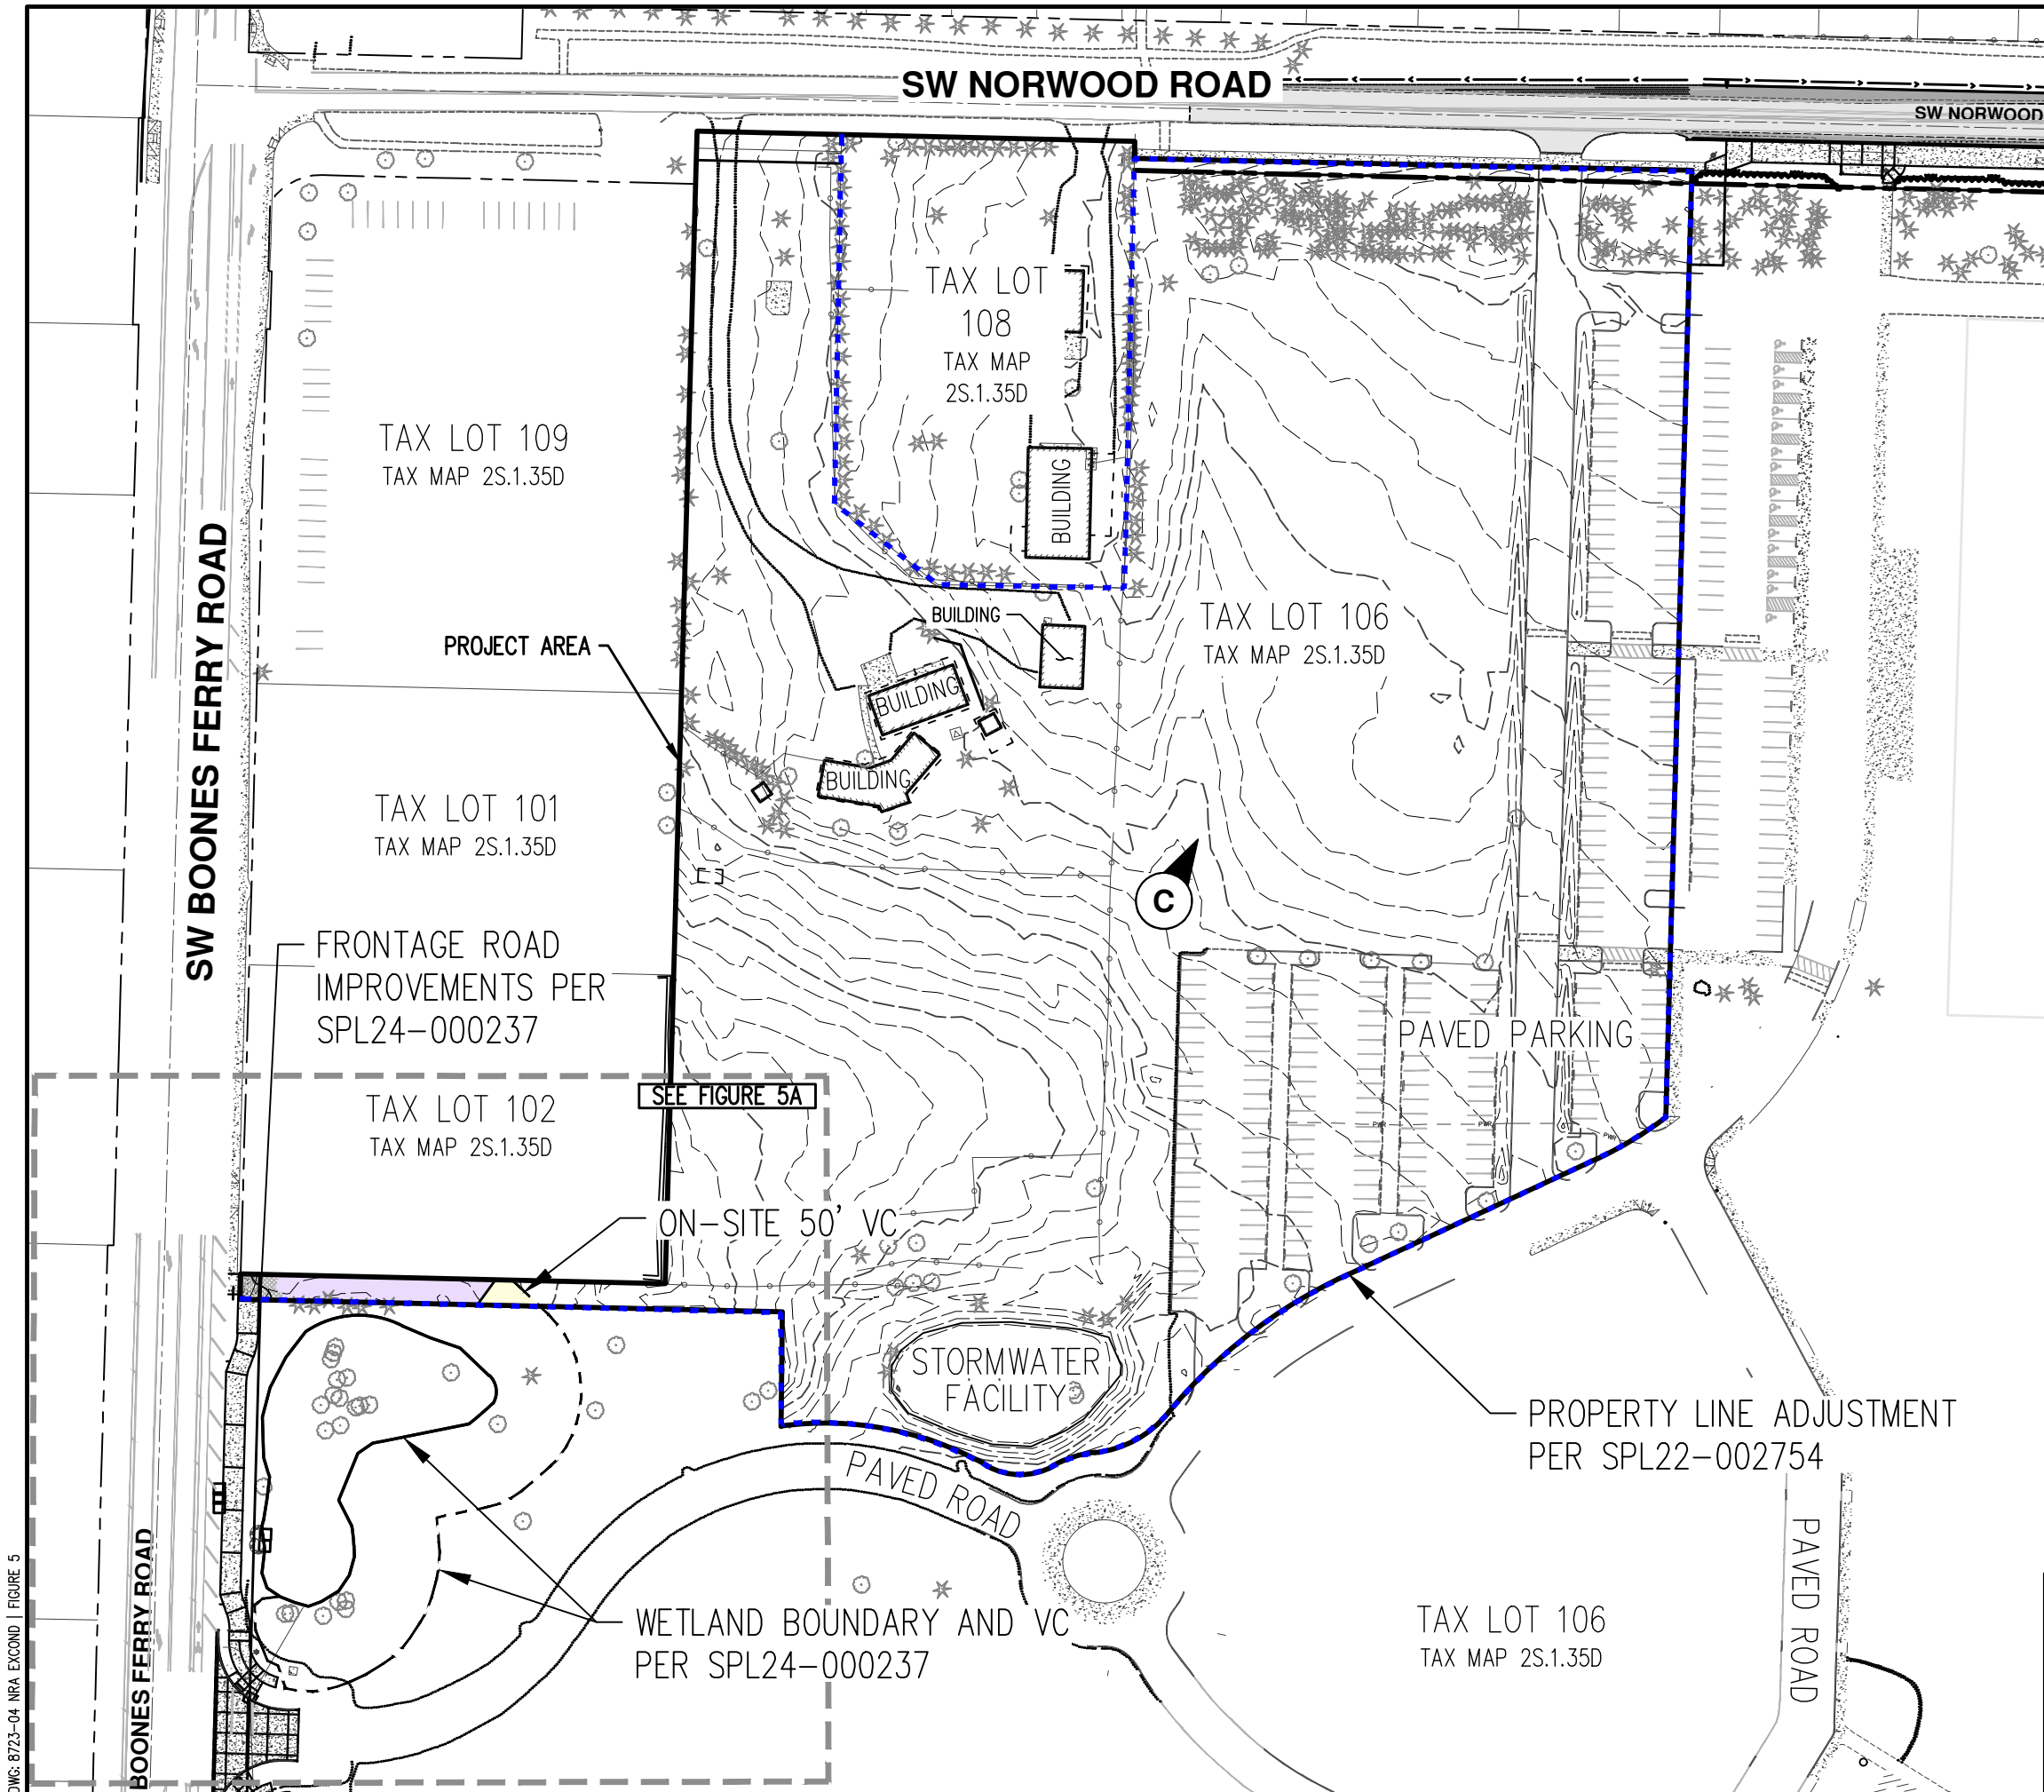 SW NORWOOD ROAD
SW NORWOOD
TAX LOT
108
TAX MAP
2S.1.35D
TAX LOT 109
TAX MAP 2S.1.35D
BUILDING
SW BOONES FERRY ROAD
BUILDING
TAX LOT 106
TAX MAP 2S.1.35D
PROJECT AREA
BUILDING
BUILDING
TAX LOT 101
TAX MAP 2S.1.35D
C
FRONTAGE ROAD
IMPROVEMENTS PER
SPL24-000237
PAVED PARKING
SEE FIGURE 5A
TAX LOT 102
TAX MAP 2S.1.35D
PWR
PWR
PWR
ON-SITE 50' VC
STORMWATER
FACILITY
PROPERTY LINE ADJUSTMENT
PER SPL22-002754
PAVED ROAD
PAVED ROAD
WETLAND BOUNDARY AND VC
PER SPL24-000237
TAX LOT 106
TAX MAP 2S.1.35D
BOONES FERRY ROAD
DWG: 8723-04 NRA EXCOND | FIGURE 5